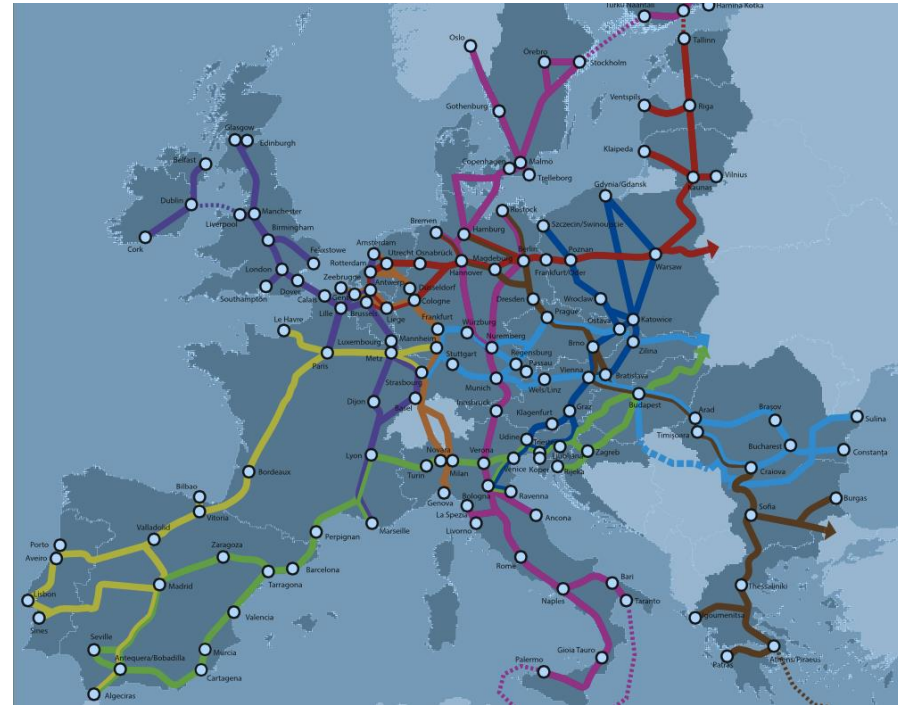 Turku Naantali
Hamina Kotka
Oslo
Örebro
Stockholm
Tallinn
Ventspils
Riga
Gothenburg
Klaipeda
Vilnius
Kaunas
Glasgow
Edinburgh
Belfast
Copenhagen
Malmö
Trelleborg
Gdynia/Gdansk
Dublin
Liverpool
Manchester
Birmingham
Cork
Felixstowe
Rostock
Szczecin/Swinoujscie
Bremen
Hamburg
Amsterdam
Utrecht
Osnabrück
Berlin
Poznan
Warsaw
London
Rotterdam
Hannover
Magdeburg
Frankfurt/Oder
Southampton
Dover
Zeebrugge
Antwerp
Düsseldorf
Calais
Cologne
Dresden
Wroclaw
Lille
Brussels
Liege
Prague
Katowice
Ostava
Le Havre
Frankfurt
Würzburg
Zilina
Luxembourg
Mannheim
Nuremberg
Brno
Paris
Metz
Stuttgart
Regensburg
Passau
Strasbourg
Munich
Wels/Linz
Vienna
Bratislava
Dijon
Basel
Innsbruck
Klagenfurt
Graz
Budapest
Arad
Brașov
Sulina
Timișoara
Udine
Bucharest
Constanța
Lyon
Turin
Novara
Milan
Verona
Venice
Koper
Rijeka
Zagreb
Craiova
Bordeaux
Bilbao
Vitoria
Genova
Bologna
Ravenna
Burgas
La Spezia
Livorno
Ancona
Sofia
Marseille
Perpignan
Valladolid
Porto
Aveiro
Zaragoza
Barcelona
Tarragona
Madrid
Rome
Lisbon
Sines
Valencia
Naples
Bari
Taranto
Thessaliniki
Igoumenitsa
Seville
Murcia
Antequera/Bobadilla
Cartagena
Gioia Tauro
Palermo
Patras
Athens/Piraeus
Algeciras